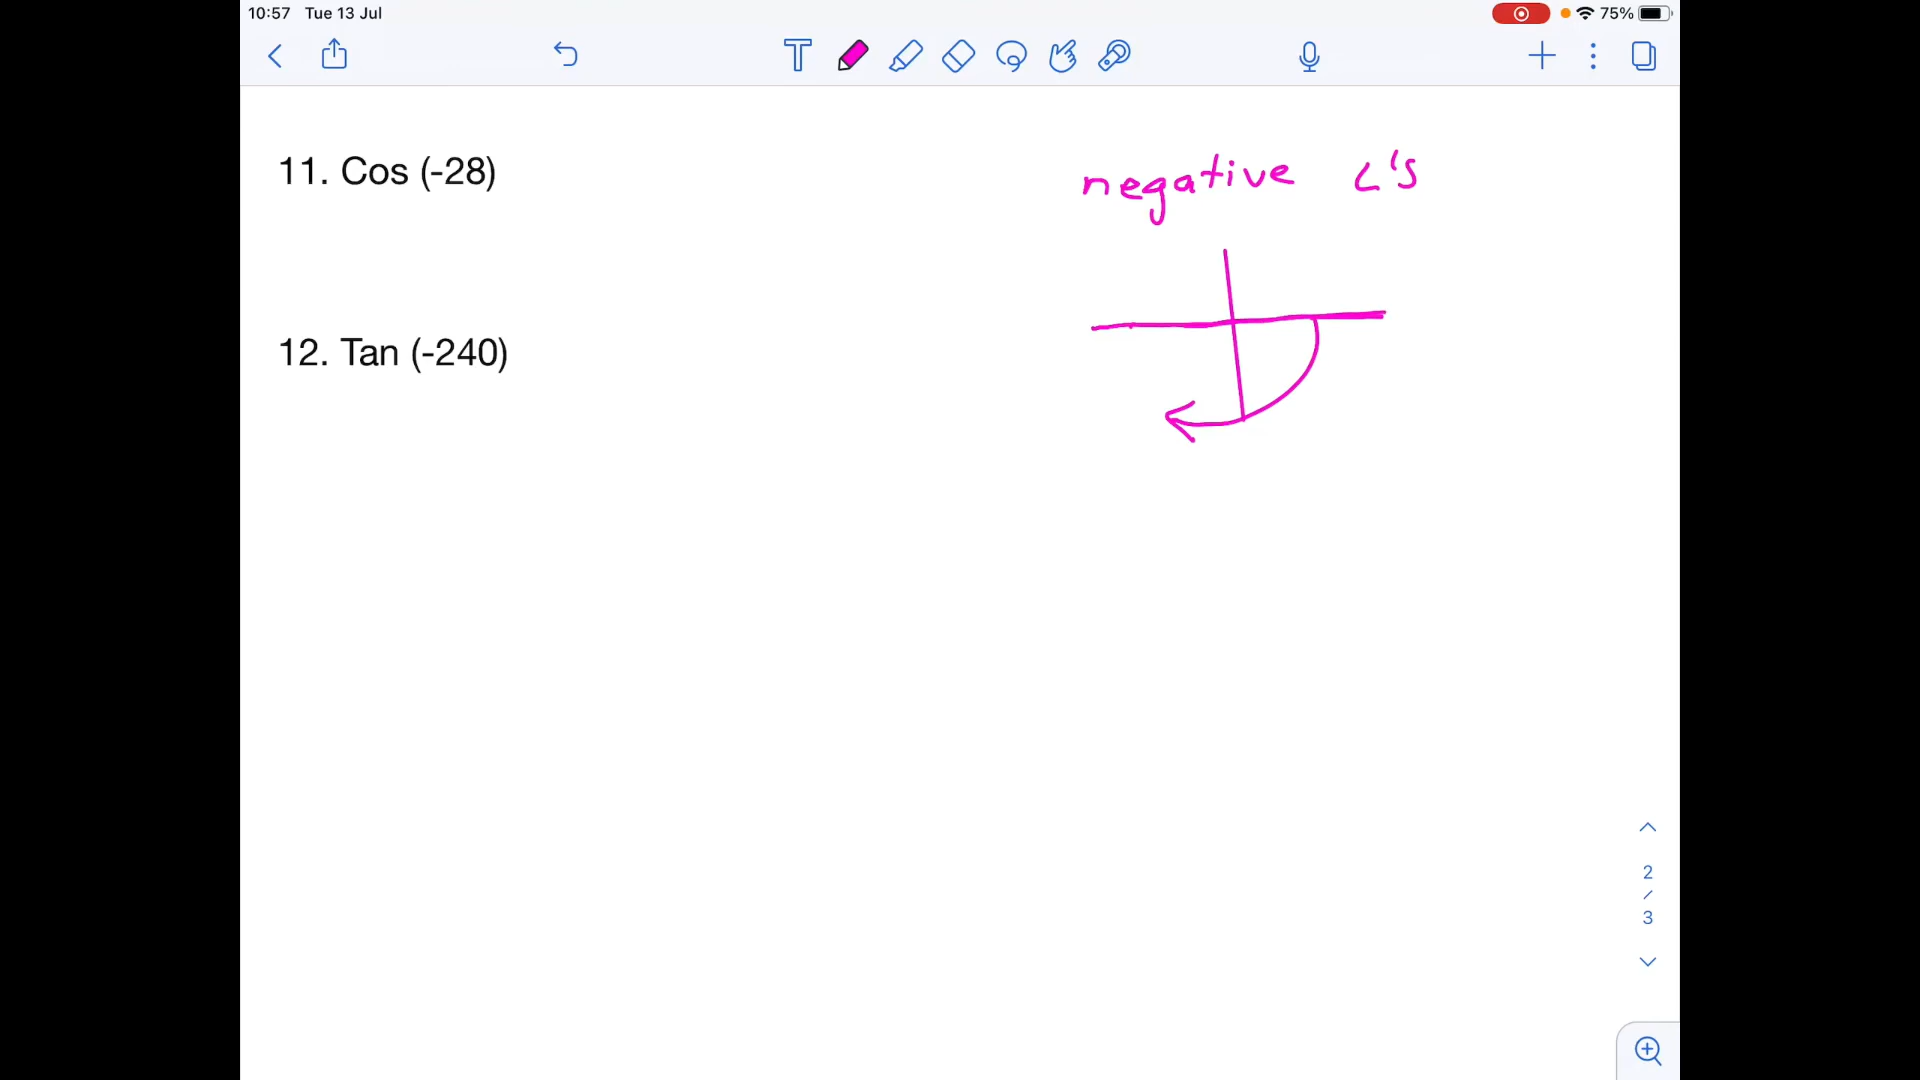 10:57 Tue 13 Jul 75%
11. Cos (-28)
negative ∠'s
12. Tan (-240)
2
/
3